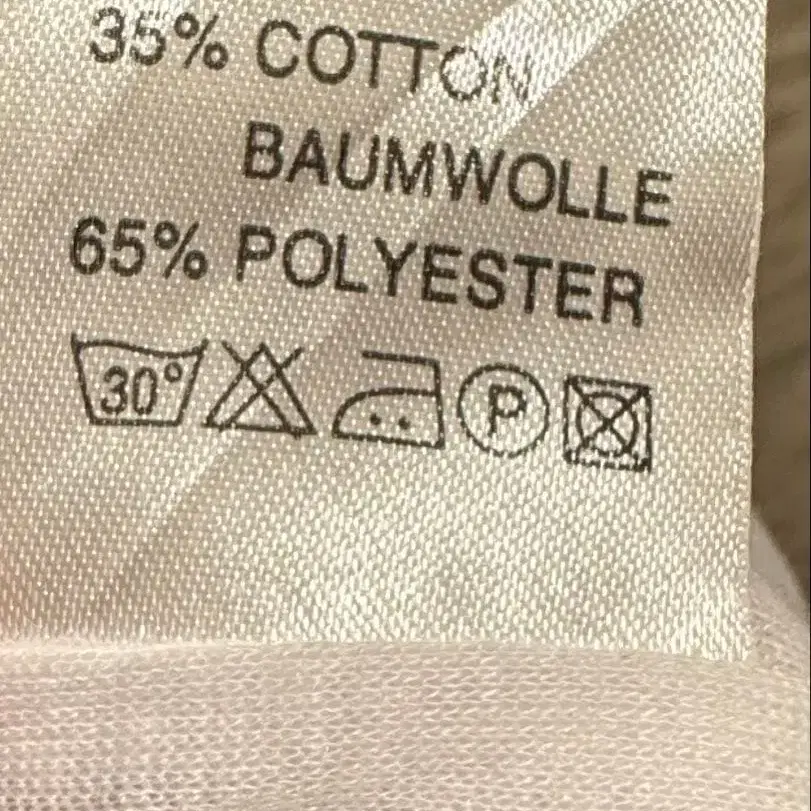 35% COTTON
BAUMWOLLE
65% POLYESTER
30° P